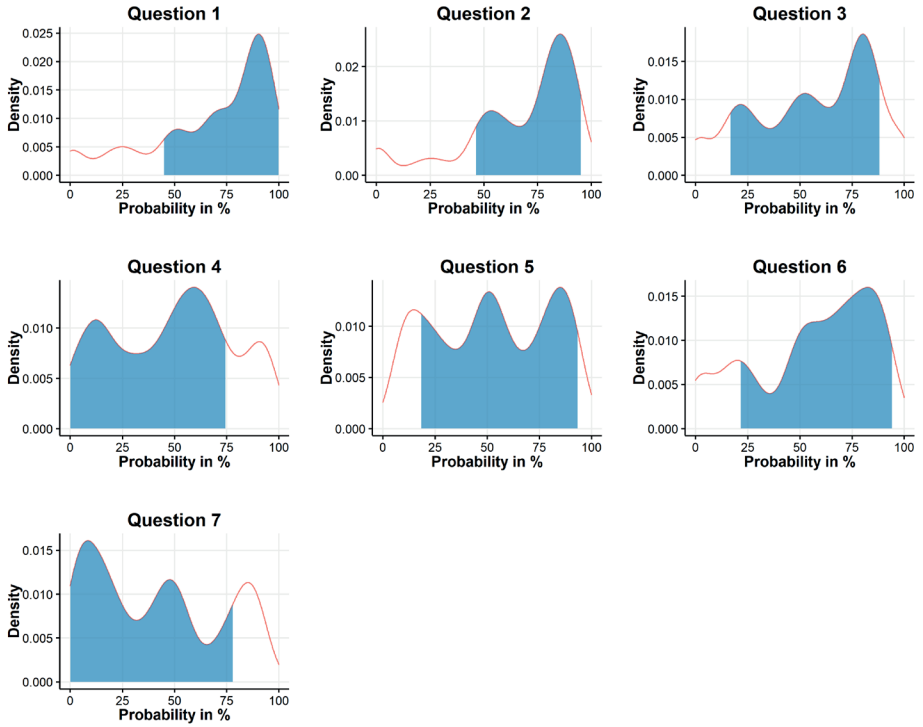 Question 1
Density
0.025
0.020
0.015
0.010
0.005
0.000
0 25 50 75 100
Probability in %
Question 2
Density
0.02
0.01
0.00
0 25 50 75 100
Probability in %
Question 3
Density
0.015
0.010
0.005
0.000
0 25 50 75 100
Probability in %
Question 4
Density
0.010
0.005
0.000
0 25 50 75 100
Probability in %
Question 5
Density
0.010
0.005
0.000
0 25 50 75 100
Probability in %
Question 6
Density
0.015
0.010
0.005
0.000
0 25 50 75 100
Probability in %
Question 7
Density
0.015
0.010
0.005
0.000
0 25 50 75 100
Probability in %